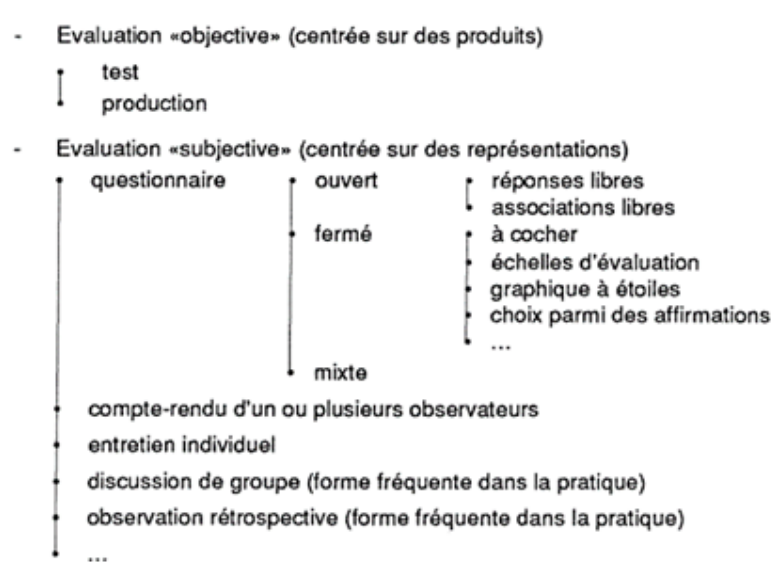 - Evaluation «objective» (centrée sur des produits)
test
production
- Evaluation «subjective» (centrée sur des représentations)
questionnaire • ouvert • réponses libres
associations libres
fermé • à cocher
échelles d'évaluation
graphique à étoiles
choix parmi des affirmations
...
mixte
compte-rendu d'un ou plusieurs observateurs
entretien individuel
discussion de groupe (forme fréquente dans la pratique)
observation rétrospective (forme fréquente dans la pratique)
...